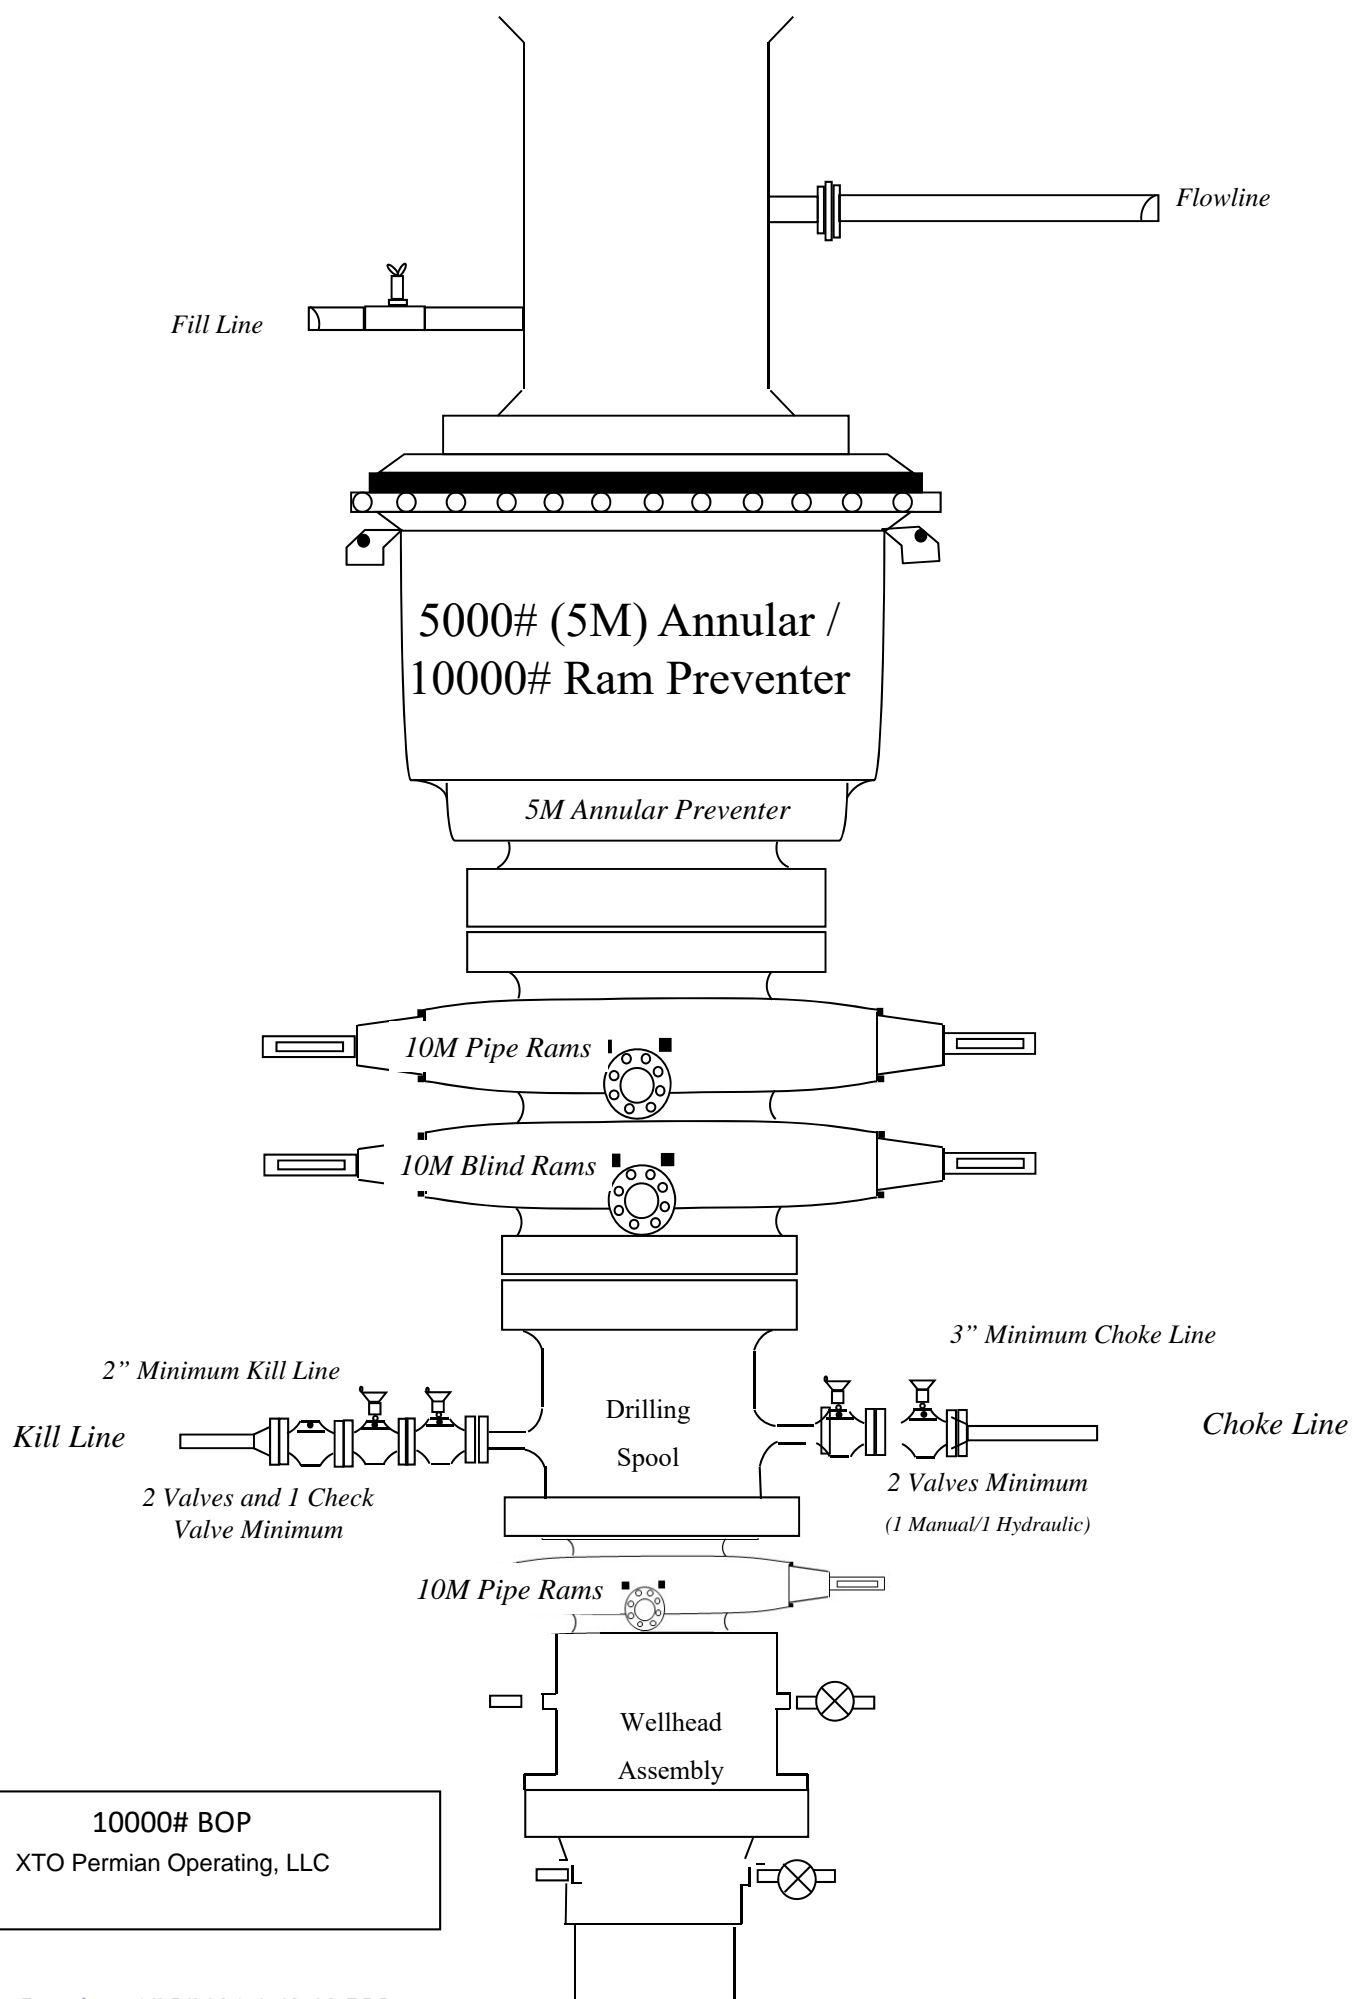 Flowline
Fill Line
5000# (5M) Annular /
10000# Ram Preventer
5M Annular Preventer
10M Pipe Rams
10M Blind Rams
3” Minimum Choke Line
2” Minimum Kill Line
Drilling
Spool
Kill Line
Choke Line
2 Valves and 1 Check
Valve Minimum
2 Valves Minimum
(1 Manual/1 Hydraulic)
10M Pipe Rams
Wellhead
Assembly
10000# BOP
XTO Permian Operating, LLC